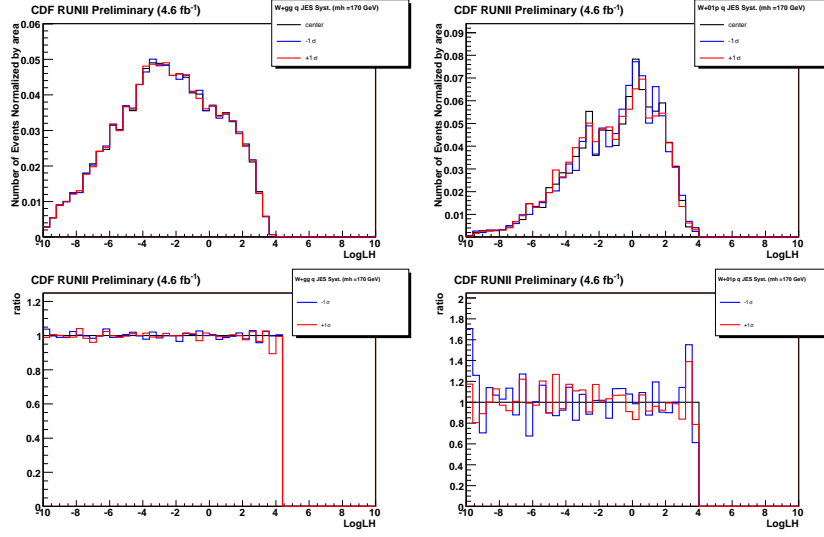 CDF RUNII Preliminary (4.6 fb-1)
W+gg q JES Syst. (mh =170 GeV)
center
-1 σ
+1 σ
Number of Events Normalized by area
0.06
0.05
0.04
0.03
0.02
0.01
0
-10 -8 -6 -4 -2 0 2 4 6 8 10
LogLH
CDF RUNII Preliminary (4.6 fb-1)
W+01p q JES Syst. (mh =170 GeV)
center
-1 σ
+1 σ
Number of Events Normalized by area
0.09
0.08
0.07
0.06
0.05
0.04
0.03
0.02
0.01
0
-10 -8 -6 -4 -2 0 2 4 6 8 10
LogLH
CDF RUNII Preliminary (4.6 fb-1)
W+gg q JES Syst. (mh =170 GeV)
-1 σ
+1 σ
ratio
1.2
1
0.8
0.6
0.4
0.2
0
-10 -8 -6 -4 -2 0 2 4 6 8 10
LogLH
CDF RUNII Preliminary (4.6 fb-1)
W+01p q JES Syst. (mh =170 GeV)
-1 σ
+1 σ
ratio
2
1.8
1.6
1.4
1.2
1
0.8
0.6
0.4
0.2
0
-10 -8 -6 -4 -2 0 2 4 6 8 10
LogLH